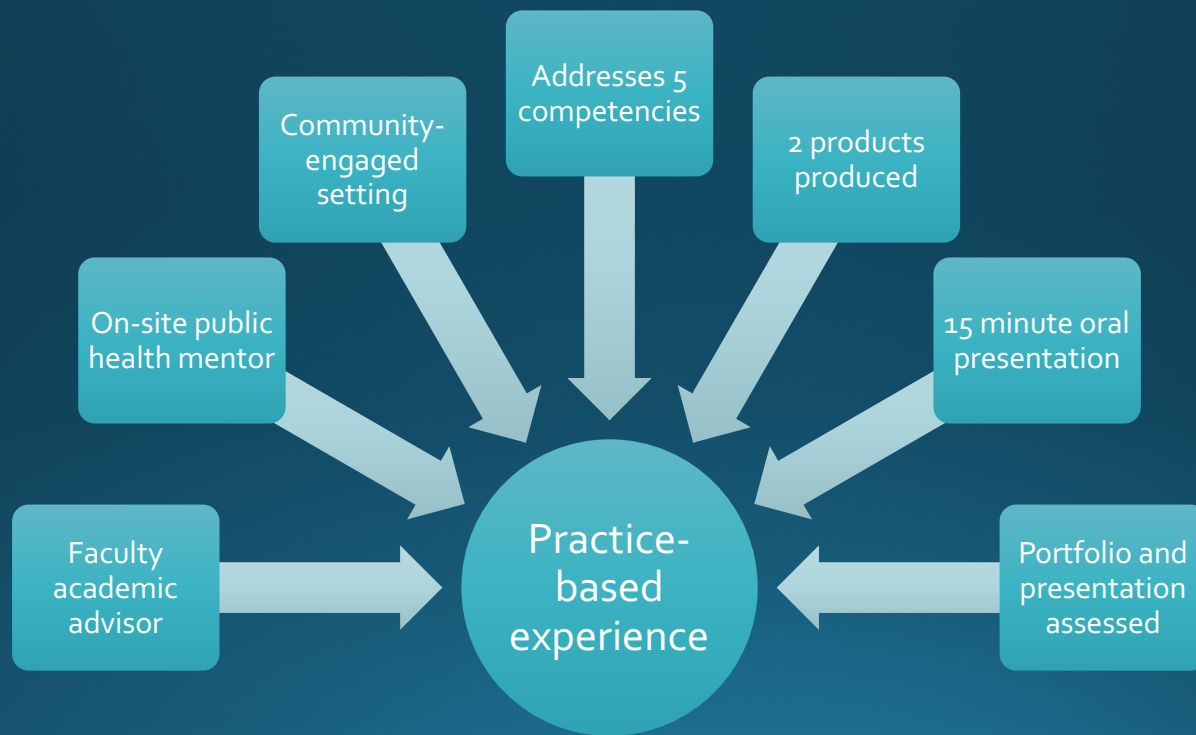 Addresses 5
competencies
Community-
engaged
setting
2 products
produced
On-site public
health mentor
15 minute oral
presentation
Faculty
academic
advisor
Practice-
based
experience
Portfolio and
presentation
assessed